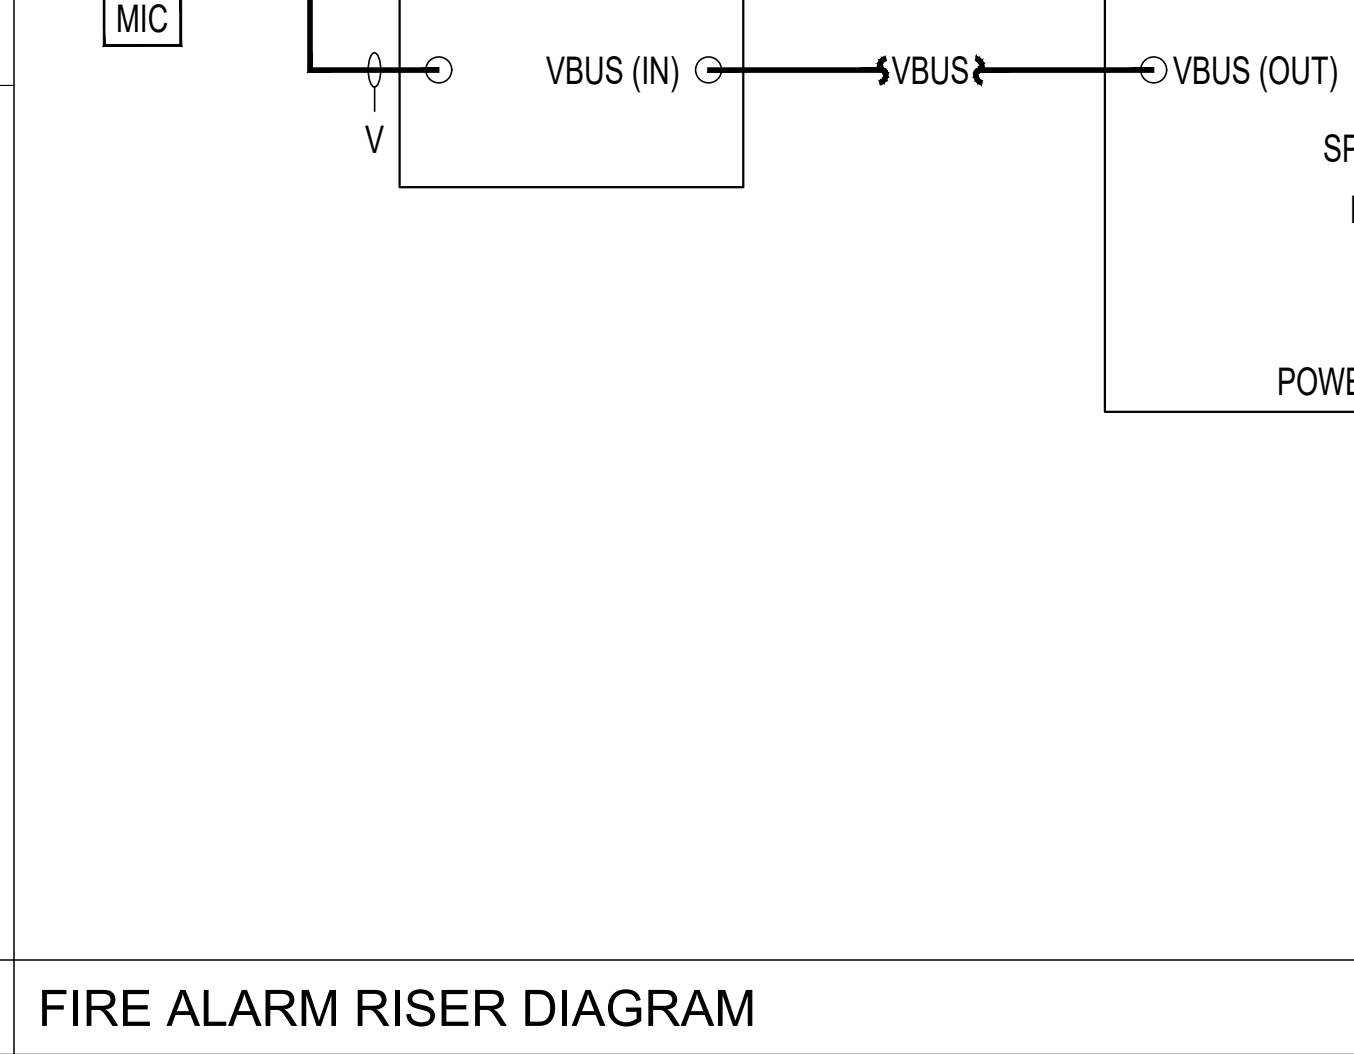 MIC
VBUS (IN)
VBUS
VBUS (OUT)
V
FIRE ALARM RISER DIAGRAM